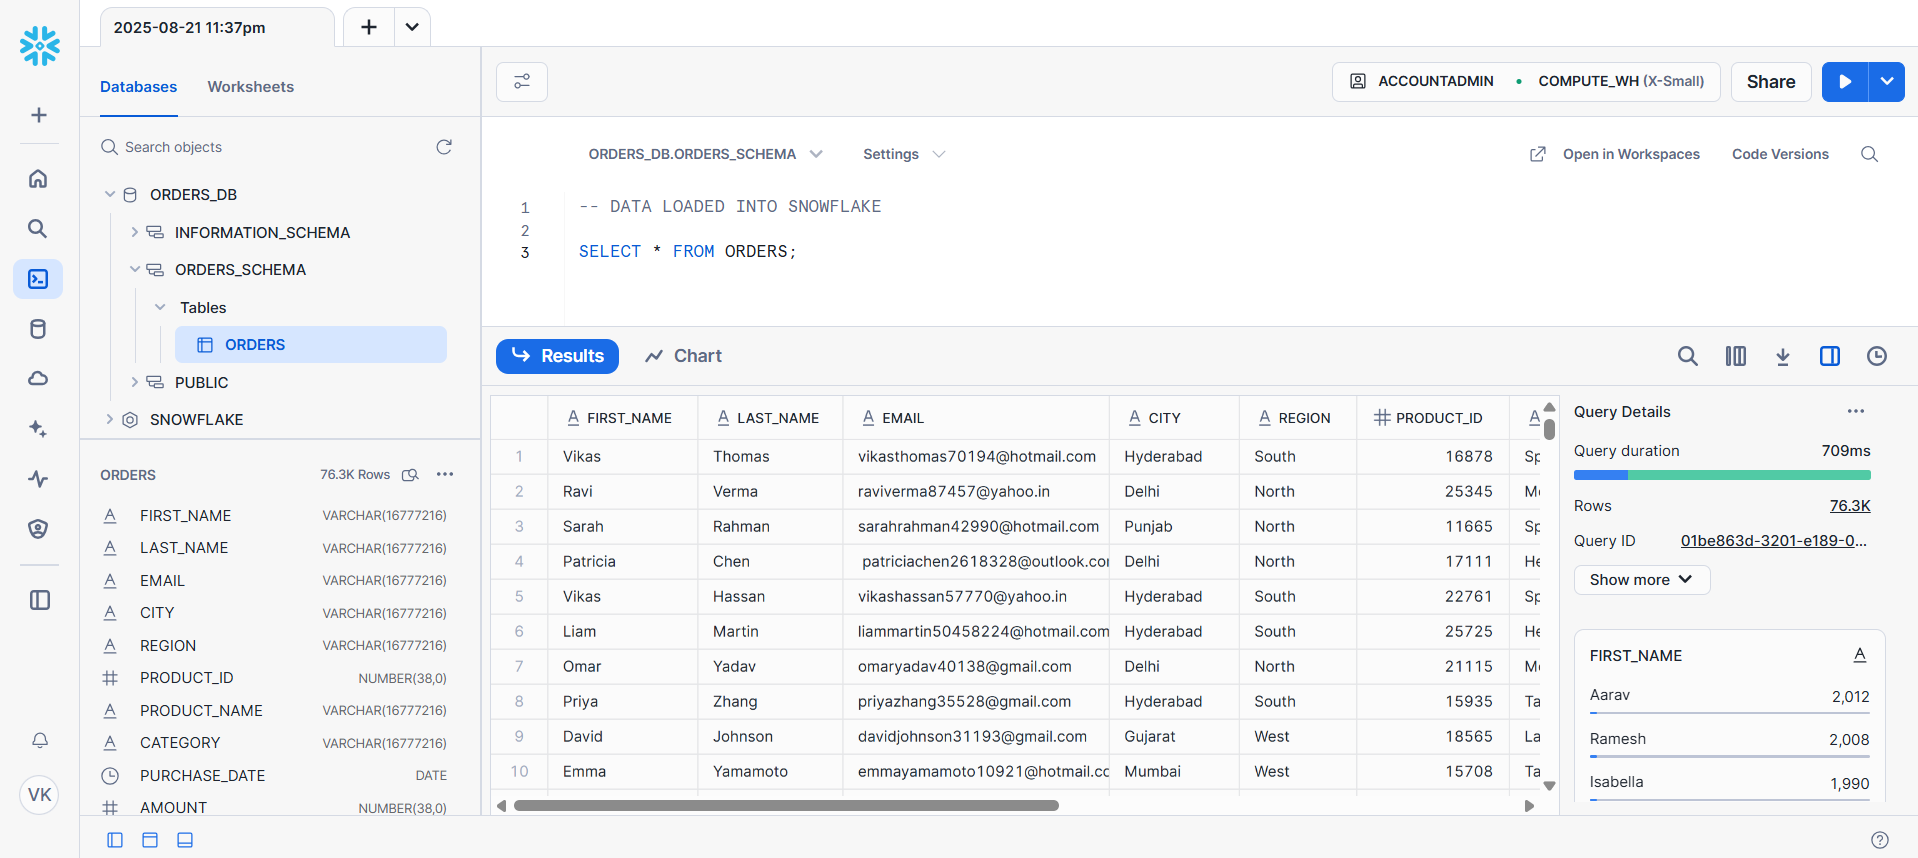 2025-08-21 11:37pm
Databases
Worksheets
Search objects
ORDERS_DB
INFORMATION_SCHEMA
ORDERS_SCHEMA
Tables
ORDERS
PUBLIC
SNOWFLAKE
ORDERS 76.3K Rows
FIRST_NAME VARCHAR(16777216)
LAST_NAME VARCHAR(16777216)
EMAIL VARCHAR(16777216)
CITY VARCHAR(16777216)
REGION VARCHAR(16777216)
PRODUCT_ID NUMBER(38,0)
PRODUCT_NAME VARCHAR(16777216)
CATEGORY VARCHAR(16777216)
PURCHASE_DATE DATE
AMOUNT NUMBER(38,0)
VK
ACCOUNTADMIN • COMPUTE_WH (X-Small)
Share
ORDERS_DB.ORDERS_SCHEMA
Settings
Open in Workspaces
Code Versions
1 -- DATA LOADED INTO SNOWFLAKE
2
3 SELECT * FROM ORDERS;
Results
Chart
A FIRST_NAME A LAST_NAME A EMAIL A CITY A REGION # PRODUCT_ID A
1 Vikas Thomas vikasthomas70194@hotmail.com Hyderabad South 16878 Sp
2 Ravi Verma raviverma87457@yahoo.in Delhi North 25345 Mo
3 Sarah Rahman sarahrahman42990@hotmail.com Punjab North 11665 Sp
4 Patricia Chen patriciachen2618328@outlook.co Delhi North 17111 He
5 Vikas Hassan vikashassan57770@yahoo.in Hyderabad South 22761 Sp
6 Liam Martin liammartin50458224@hotmail.com Hyderabad South 25725 He
7 Omar Yadav omaryadav40138@gmail.com Delhi North 21115 Mo
8 Priya Zhang priyazhang35528@gmail.com Hyderabad South 15935 Ta
9 David Johnson davidjohnson31193@gmail.com Gujarat West 18565 La
10 Emma Yamamoto emmayamamoto10921@hotmail.co Mumbai West 15708 Ta
Query Details
Query duration 709ms
Rows 76.3K
Query ID 01be863d-3201-e189-0...
Show more
FIRST_NAME A
Aarav 2,012
Ramesh 2,008
Isabella 1,990